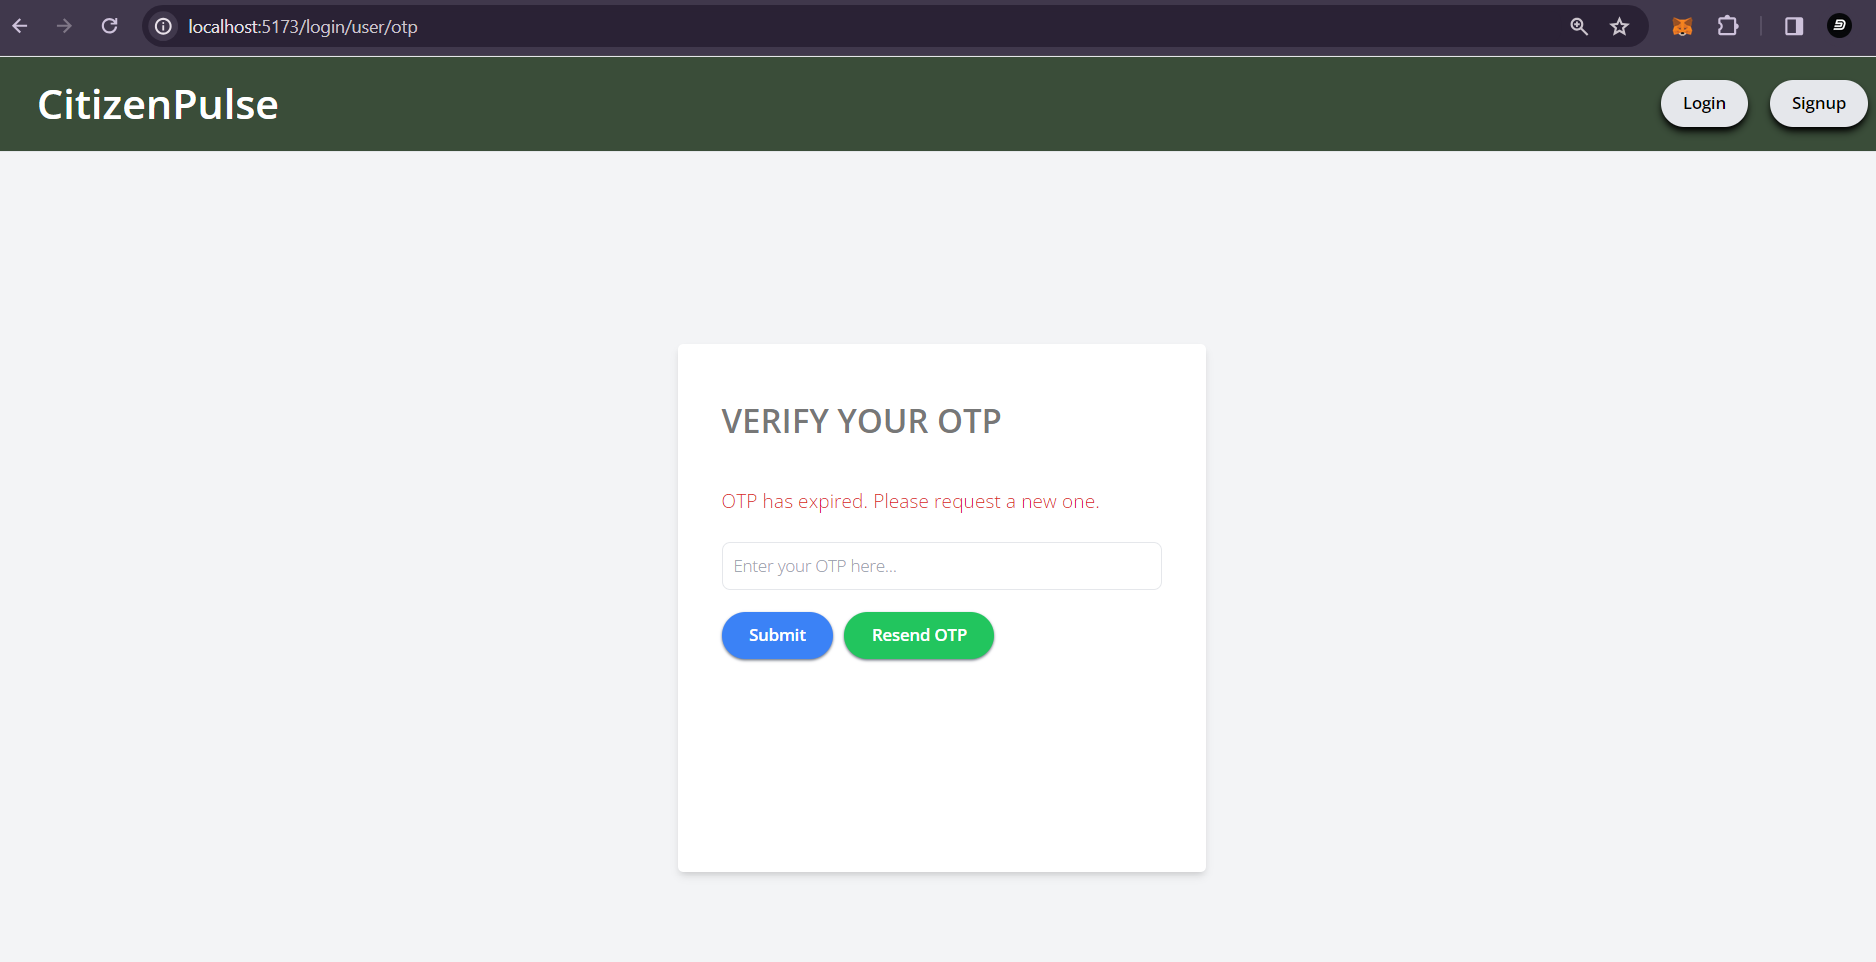 localhost:5173/login/user/otp
CitizenPulse
Login
Signup
VERIFY YOUR OTP
OTP has expired. Please request a new one.
Enter your OTP here...
Submit
Resend OTP